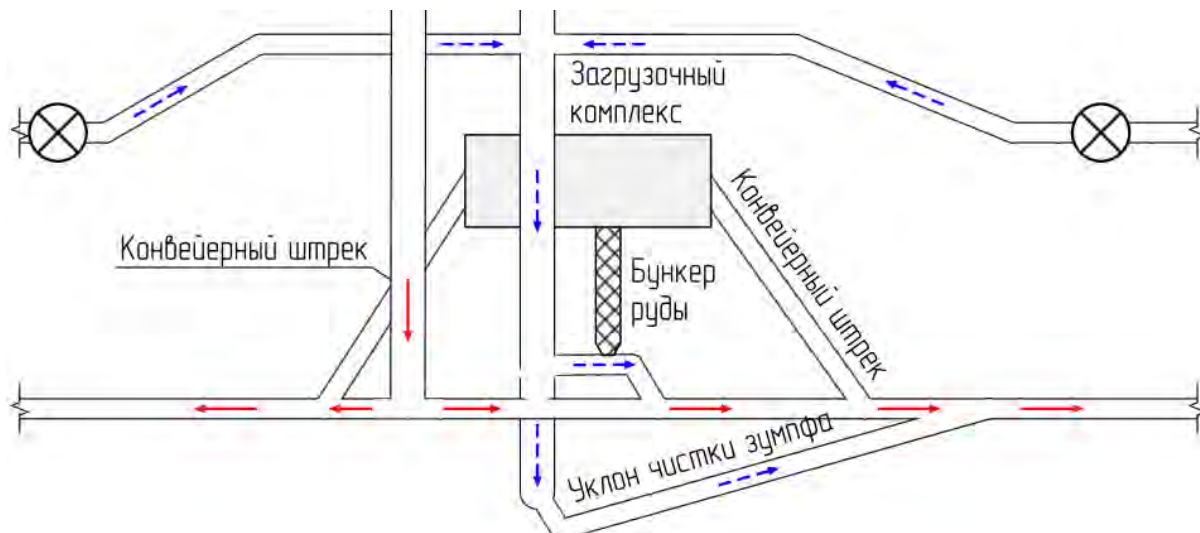 Загрузочный
комплекс
Конвейерный штрек
Конвейерный штрек
Бункер
руды
Уклон чистки зумпфа